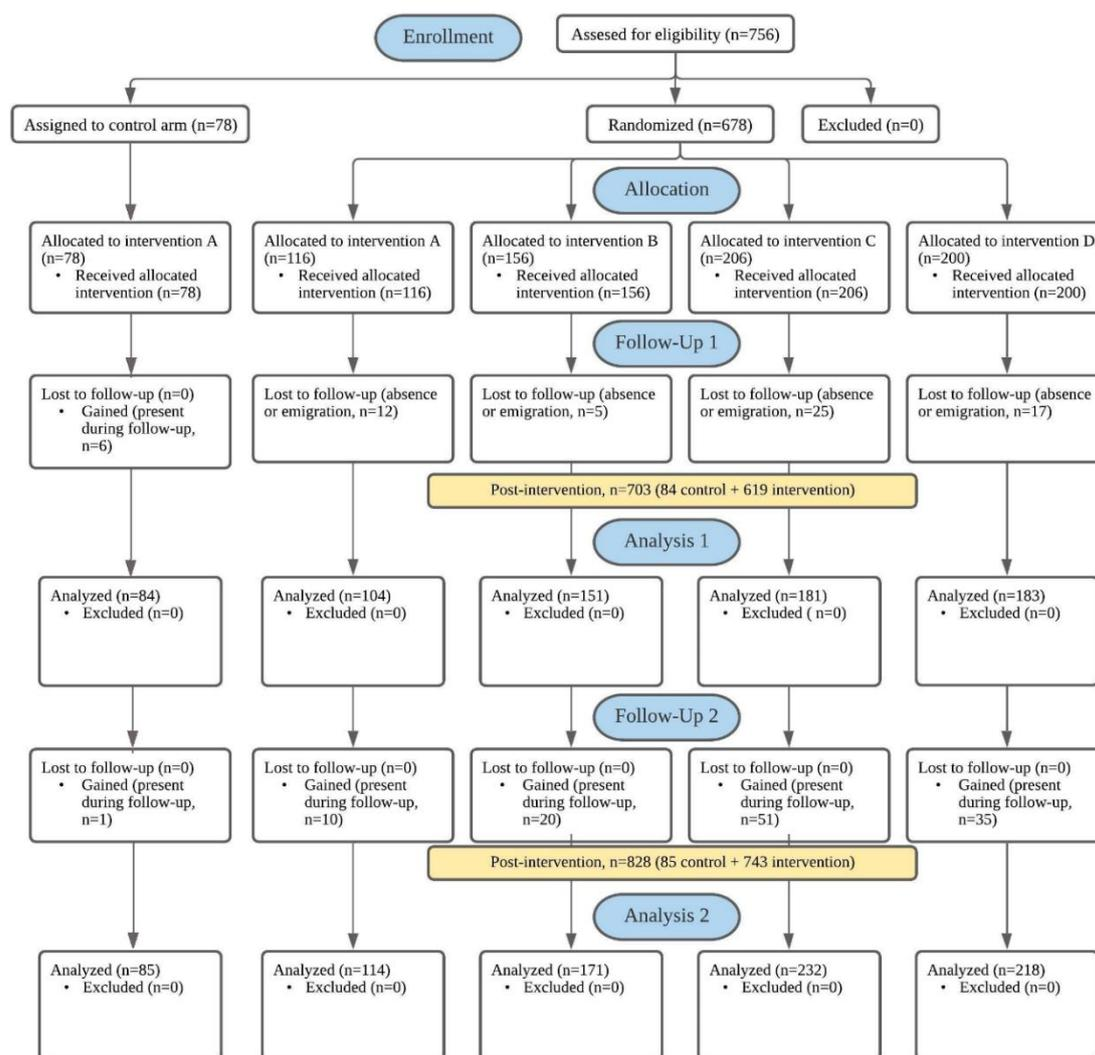 Enrollment
Assesed for eligibility (n=756)
Assigned to control arm (n=78)
Randomized (n=678)
Excluded (n=0)
Allocation
Allocated to intervention A
(n=78)
• Received allocated
intervention (n=78)
Allocated to intervention A
(n=116)
• Received allocated
intervention (n=116)
Allocated to intervention B
(n=156)
• Received allocated
intervention (n=156)
Allocated to intervention C
(n=206)
• Received allocated
intervention (n=206)
Allocated to intervention D
(n=200)
• Received allocated
intervention (n=200)
Follow-Up 1
Lost to follow-up (n=0)
• Gained (present
during follow-up,
n=6)
Lost to follow-up (absence
or emigration, n=12)
Lost to follow-up (absence
or emigration, n=5)
Lost to follow-up (absence
or emigration, n=25)
Lost to follow-up (absence
or emigration, n=17)
Post-intervention, n=703 (84 control + 619 intervention)
Analysis 1
Analyzed (n=84)
• Excluded (n=0)
Analyzed (n=104)
• Excluded (n=0)
Analyzed (n=151)
• Excluded (n=0)
Analyzed (n=181)
• Excluded ( n=0)
Analyzed (n=183)
• Excluded (n=0)
Follow-Up 2
Lost to follow-up (n=0)
• Gained (present
during follow-up,
n=1)
Lost to follow-up (n=0)
• Gained (present
during follow-up,
n=10)
Lost to follow-up (n=0)
• Gained (present
during follow-up,
n=20)
Lost to follow-up (n=0)
• Gained (present
during follow-up,
n=51)
Lost to follow-up (n=0)
• Gained (present
during follow-up,
n=35)
Post-intervention, n=828 (85 control + 743 intervention)
Analysis 2
Analyzed (n=85)
• Excluded (n=0)
Analyzed (n=114)
• Excluded (n=0)
Analyzed (n=171)
• Excluded (n=0)
Analyzed (n=232)
• Excluded (n=0)
Analyzed (n=218)
• Excluded (n=0)